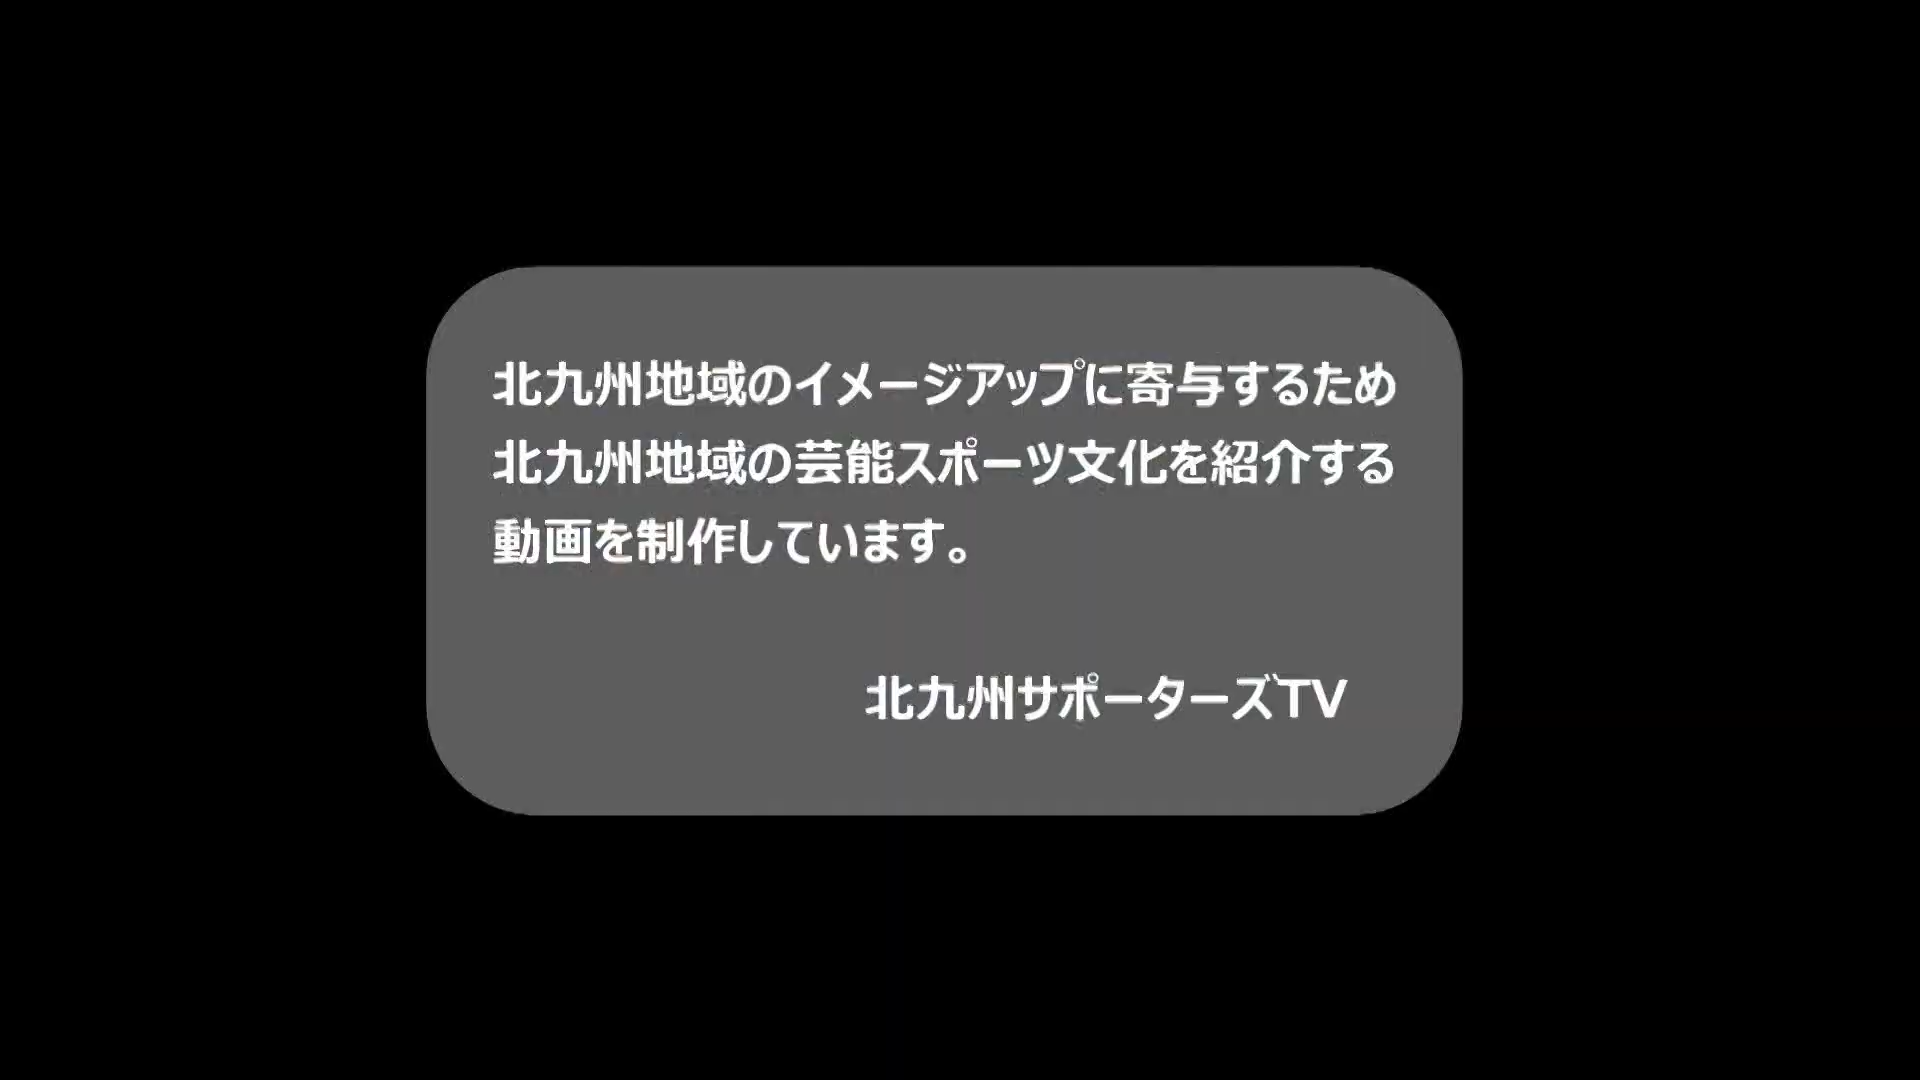 北九州地域のイメージアップに寄与するため
北九州地域の芸能スポーツ文化を紹介する
動画を制作しています。
北九州サポーターズTV